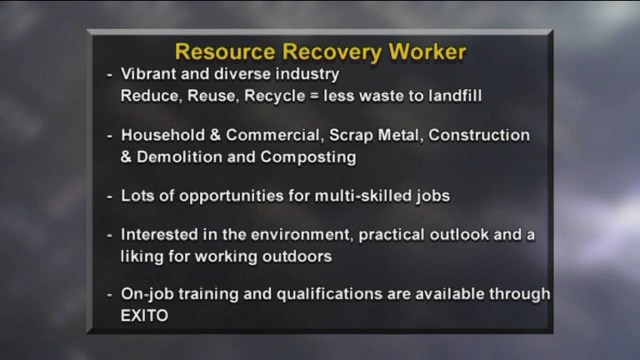 Resource Recovery Worker
- Vibrant and diverse industry
Reduce, Reuse, Recycle = less waste to landfill
- Household & Commercial, Scrap Metal, Construction
& Demolition and Composting
- Lots of opportunities for multi-skilled jobs
- Interested in the environment, practical outlook and a
liking for working outdoors
- On-job training and qualifications are available through
EXITO